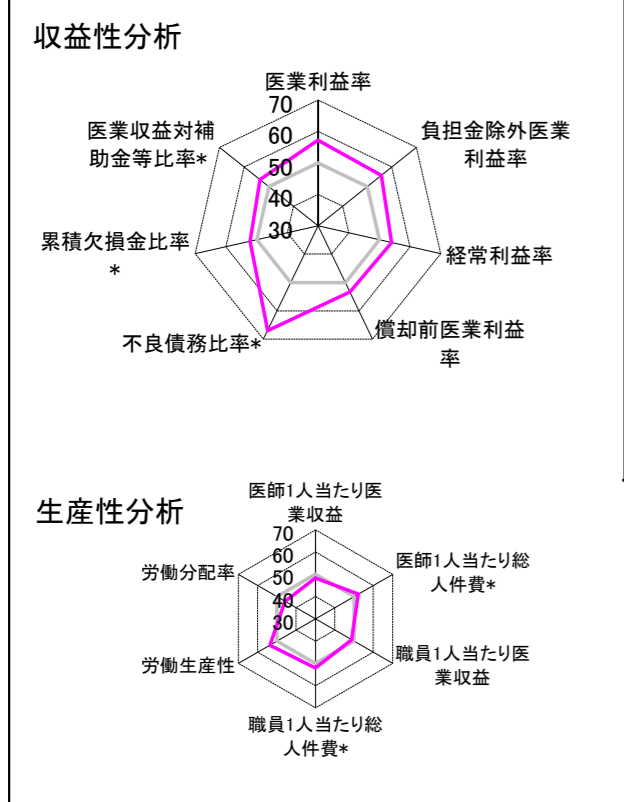 収益性分析
医業利益率
70
60
50
40
30
負担金除外医業
利益率
経常利益率
償却前医業利益
率
不良債務比率*
累積欠損金比率
*
医業収益対補
助金等比率*
生産性分析
医師1人当たり医
業収益
70
60
50
40
30
医師1人当たり総
人件費*
職員1人当たり医
業収益
職員1人当たり総
人件費*
労働生産性
労働分配率